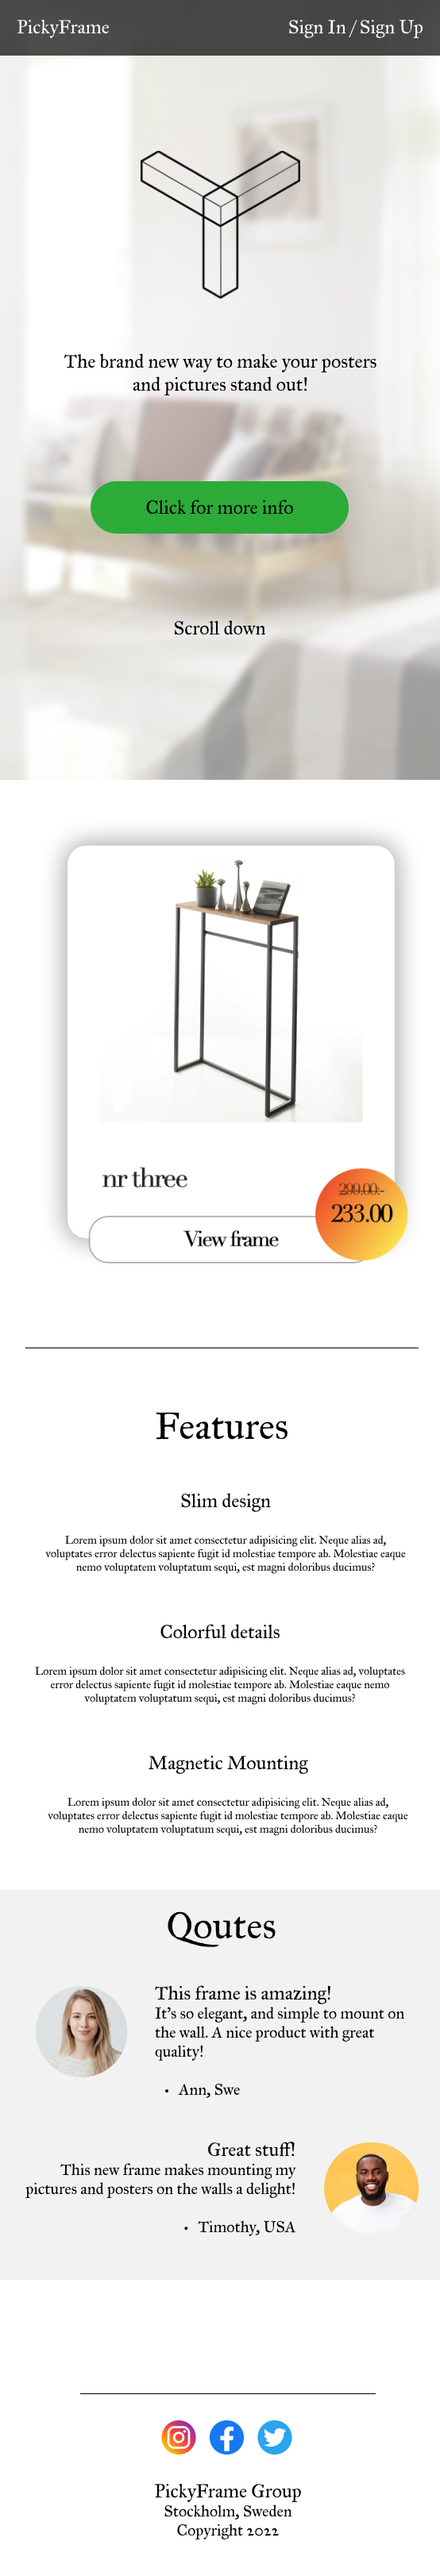 PickyFrame
Sign In / Sign Up
The brand new way to make your posters
and pictures stand out!
Click for more info
Scroll down
nr three
299.00:-
233.00
View frame
Features
Slim design
Lorem ipsum dolor sit amet consectetur adipisicing elit. Neque alias ad,
voluptates error delectus sapiente fugit id molestiae tempore ab. Molestiae eaque
nemo voluptatem voluptatum sequi, est magni doloribus ducimus?
Colorful details
Lorem ipsum dolor sit amet consectetur adipisicing elit. Neque alias ad, voluptates
error delectus sapiente fugit id molestiae tempore ab. Molestiae eaque nemo
voluptatem voluptatum sequi, est magni doloribus ducimus?
Magnetic Mounting
Lorem ipsum dolor sit amet consectetur adipisicing elit. Neque alias ad,
voluptates error delectus sapiente fugit id molestiae tempore ab. Molestiae eaque
nemo voluptatem voluptatum sequi, est magni doloribus ducimus?
Qoutes
This frame is amazing!
It's so elegant, and simple to mount on
the wall. A nice product with great
quality!
• Ann, Swe
Great stuff!
This new frame makes mounting my
pictures and posters on the walls a delight!
• Timothy, USA
PickyFrame Group
Stockholm, Sweden
Copyright 2022